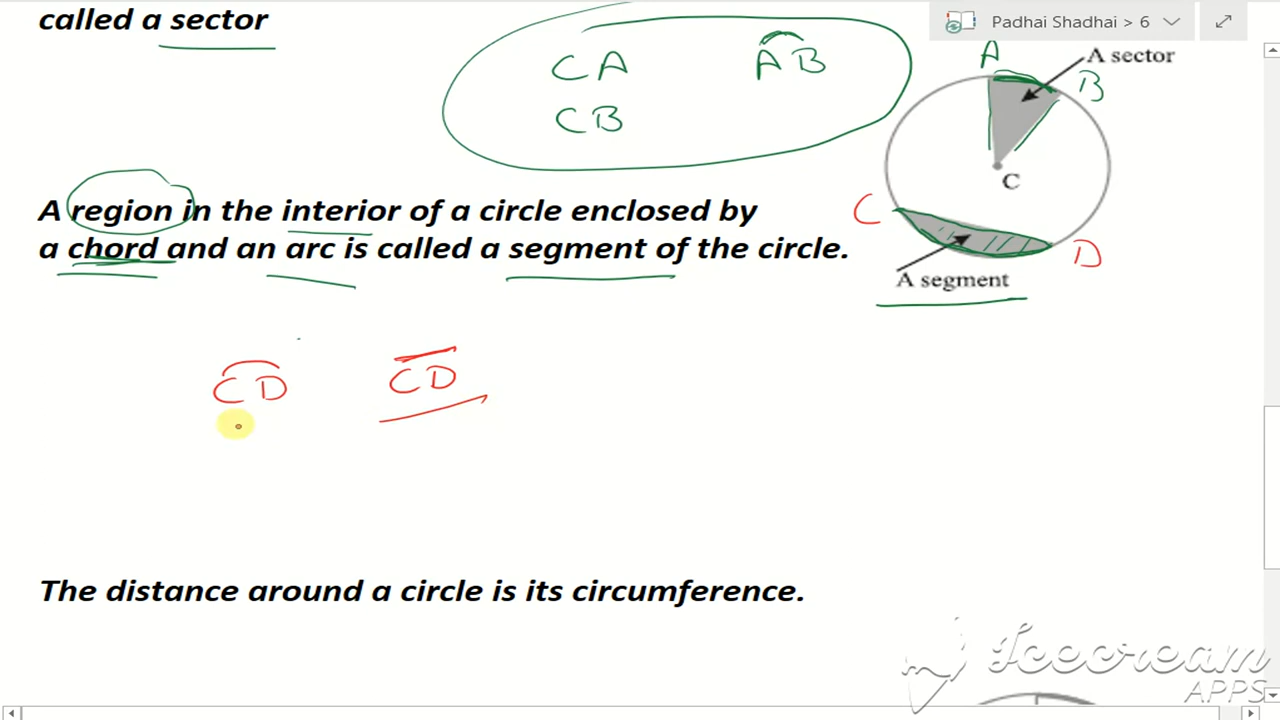 called a sector
Padhai Shadhai > 6
CA AB
CB
A
A sector
B
C
A region in the interior of a circle enclosed by
a chord and an arc is called a segment of the circle.
C
D
A segment
CD CD
The distance around a circle is its circumference.
Icecream
APPS